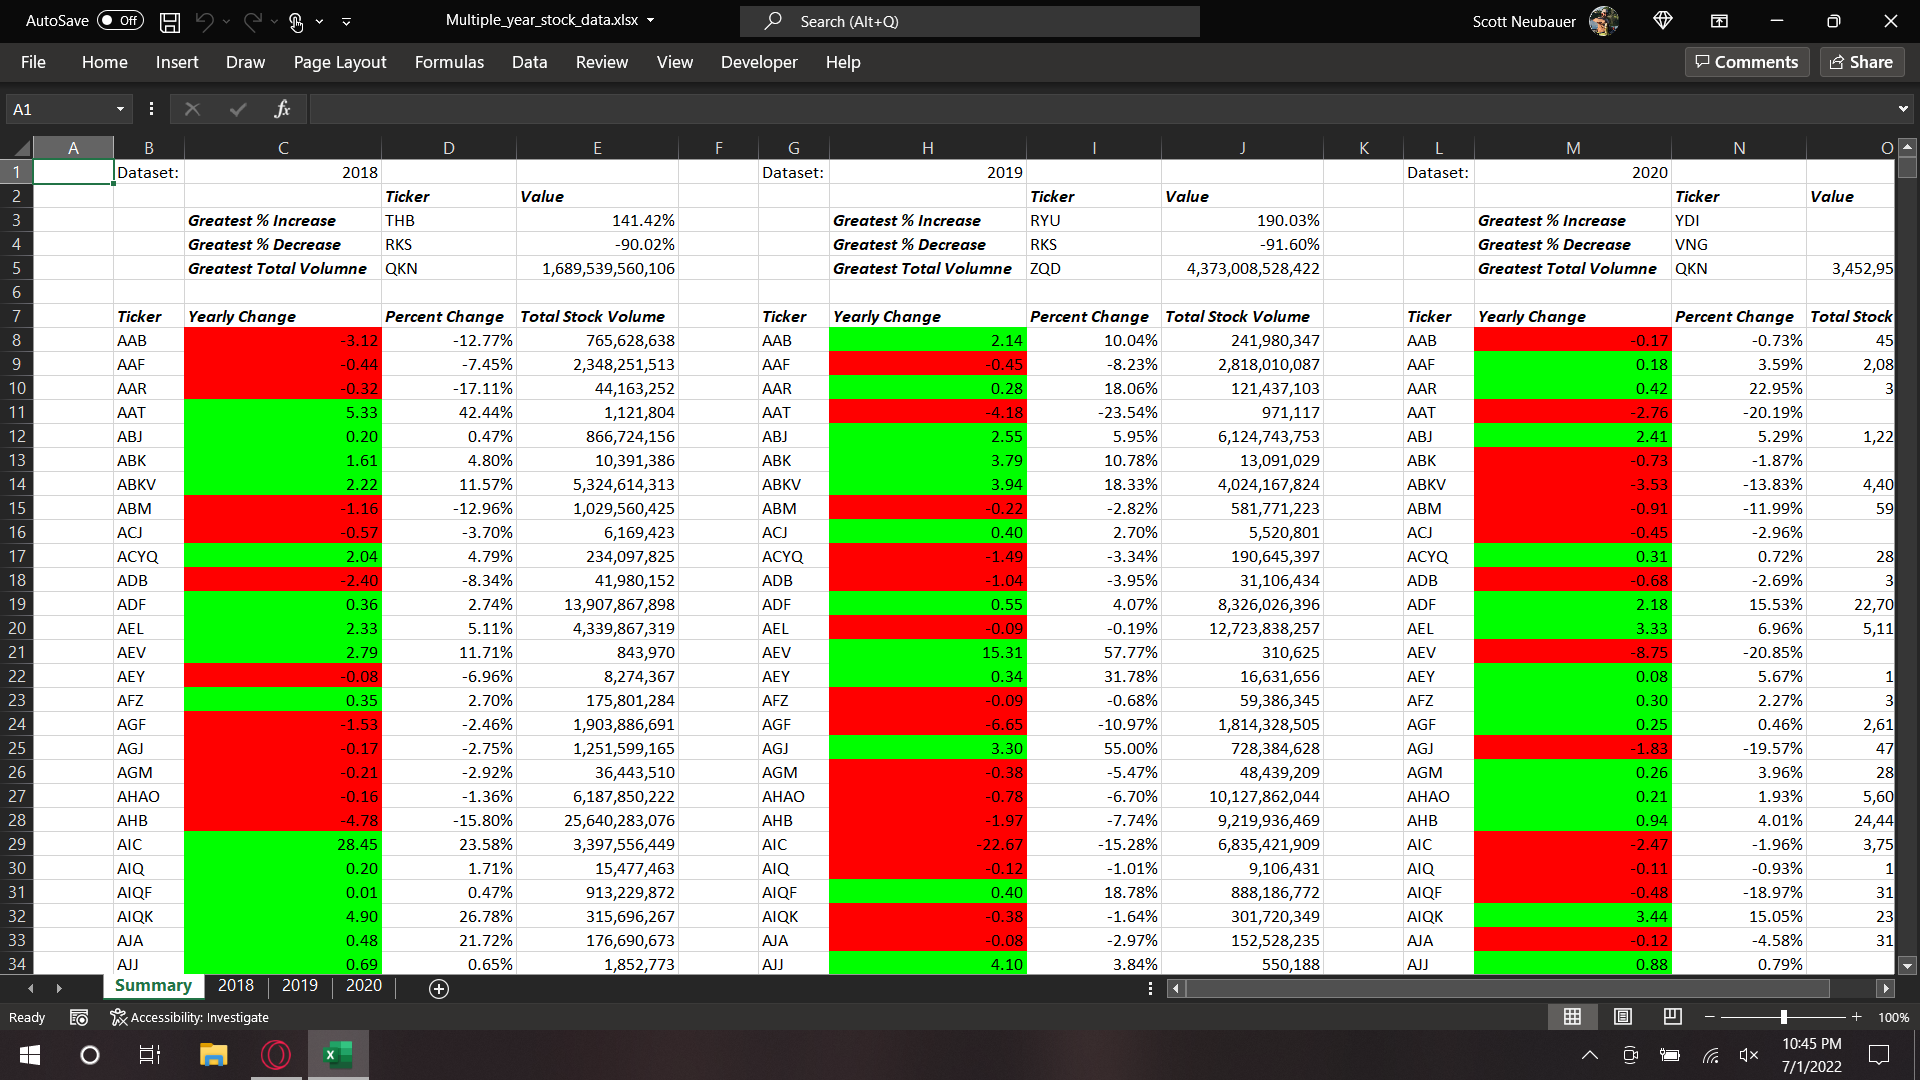 AutoSave Off Multiple_year_stock_data.xlsx Search (Alt+Q) Scott Neubauer
File Home Insert Draw Page Layout Formulas Data Review View Developer Help Comments Share
A1 fx
A B C D E F G H I J K L M N O
1 Dataset: 2018 Dataset: 2019 Dataset: 2020
2 Ticker Value Ticker Value Ticker Value
3 Greatest % Increase THB 141.42% Greatest % Increase RYU 190.03% Greatest % Increase YDI
4 Greatest % Decrease RKS -90.02% Greatest % Decrease RKS -91.60% Greatest % Decrease VNG
5 Greatest Total Volumne QKN 1,689,539,560,106 Greatest Total Volumne ZQD 4,373,008,528,422 Greatest Total Volumne QKN 3,452,95
6
7 Ticker Yearly Change Percent Change Total Stock Volume Ticker Yearly Change Percent Change Total Stock Volume Ticker Yearly Change Percent Change Total Stock
8 AAB -3.12 -12.77% 765,628,638 AAB 2.14 10.04% 241,980,347 AAB -0.17 -0.73% 45
9 AAF -0.44 -7.45% 2,348,251,513 AAF -0.45 -8.23% 2,818,010,087 AAF 0.18 3.59% 2,08
10 AAR -0.32 -17.11% 44,163,252 AAR 0.28 18.06% 121,437,103 AAR 0.42 22.95% 3
11 AAT 5.33 42.44% 1,121,804 AAT -4.18 -23.54% 971,117 AAT -2.76 -20.19%
12 ABJ 0.20 0.47% 866,724,156 ABJ 2.55 5.95% 6,124,743,753 ABJ 2.41 5.29% 1,22
13 ABK 1.61 4.80% 10,391,386 ABK 3.79 10.78% 13,091,029 ABK -0.73 -1.87%
14 ABKV 2.22 11.57% 5,324,614,313 ABKV 3.94 18.33% 4,024,167,824 ABKV -3.53 -13.83% 4,40
15 ABM -1.16 -12.96% 1,029,560,425 ABM -0.22 -2.82% 581,771,223 ABM -0.91 -11.99% 59
16 ACJ -0.57 -3.70% 6,169,423 ACJ 0.40 2.70% 5,520,801 ACJ -0.45 -2.96%
17 ACYQ 2.04 4.79% 234,097,825 ACYQ -1.49 -3.34% 190,645,397 ACYQ 0.31 0.72% 28
18 ADB -2.40 -8.34% 41,980,152 ADB -1.04 -3.95% 31,106,434 ADB -0.68 -2.69% 3
19 ADF 0.36 2.74% 13,907,867,898 ADF 0.55 4.07% 8,326,026,396 ADF 2.18 15.53% 22,70
20 AEL 2.33 5.11% 4,339,867,319 AEL -0.09 -0.19% 12,723,838,257 AEL 3.33 6.96% 5,11
21 AEV 2.79 11.71% 843,970 AEV 15.31 57.77% 310,625 AEV -8.75 -20.85%
22 AEY -0.08 -6.96% 8,274,367 AEY 0.34 31.78% 16,631,656 AEY 0.08 5.67% 1
23 AFZ 0.35 2.70% 175,801,284 AFZ -0.09 -0.68% 59,386,345 AFZ 0.30 2.27% 3
24 AGF -1.53 -2.46% 1,903,886,691 AGF -6.65 -10.97% 1,814,328,505 AGF 0.25 0.46% 2,61
25 AGJ -0.17 -2.75% 1,251,599,165 AGJ 3.30 55.00% 728,384,628 AGJ -1.83 -19.57% 47
26 AGM -0.21 -2.92% 36,443,510 AGM -0.38 -5.47% 48,439,209 AGM 0.26 3.96% 28
27 AHAO -0.16 -1.36% 6,187,850,222 AHAO -0.78 -6.70% 10,127,862,044 AHAO 0.21 1.93% 5,60
28 AHB -4.78 -15.80% 25,640,283,076 AHB -1.97 -7.74% 9,219,936,469 AHB 0.94 4.01% 24,44
29 AIC 28.45 23.58% 3,397,556,449 AIC -22.67 -15.28% 6,835,421,909 AIC -2.47 -1.96% 3,75
30 AIQ 0.20 1.71% 15,477,463 AIQ -0.12 -1.01% 9,106,431 AIQ -0.11 -0.93% 1
31 AIQF 0.01 0.47% 913,229,872 AIQF 0.40 18.78% 888,186,772 AIQF -0.48 -18.97% 31
32 AIQK 4.90 26.78% 315,696,267 AIQK -0.38 -1.64% 301,720,349 AIQK 3.44 15.05% 23
33 AJA 0.48 21.72% 176,690,673 AJA -0.08 -2.97% 152,528,235 AJA -0.12 -4.58% 31
34 AJJ 0.69 0.65% 1,852,773 AJJ 4.10 3.84% 550,188 AJJ 0.88 0.79%
Summary 2018 2019 2020
Ready Accessibility: Investigate 100%
10:45 PM
7/1/2022